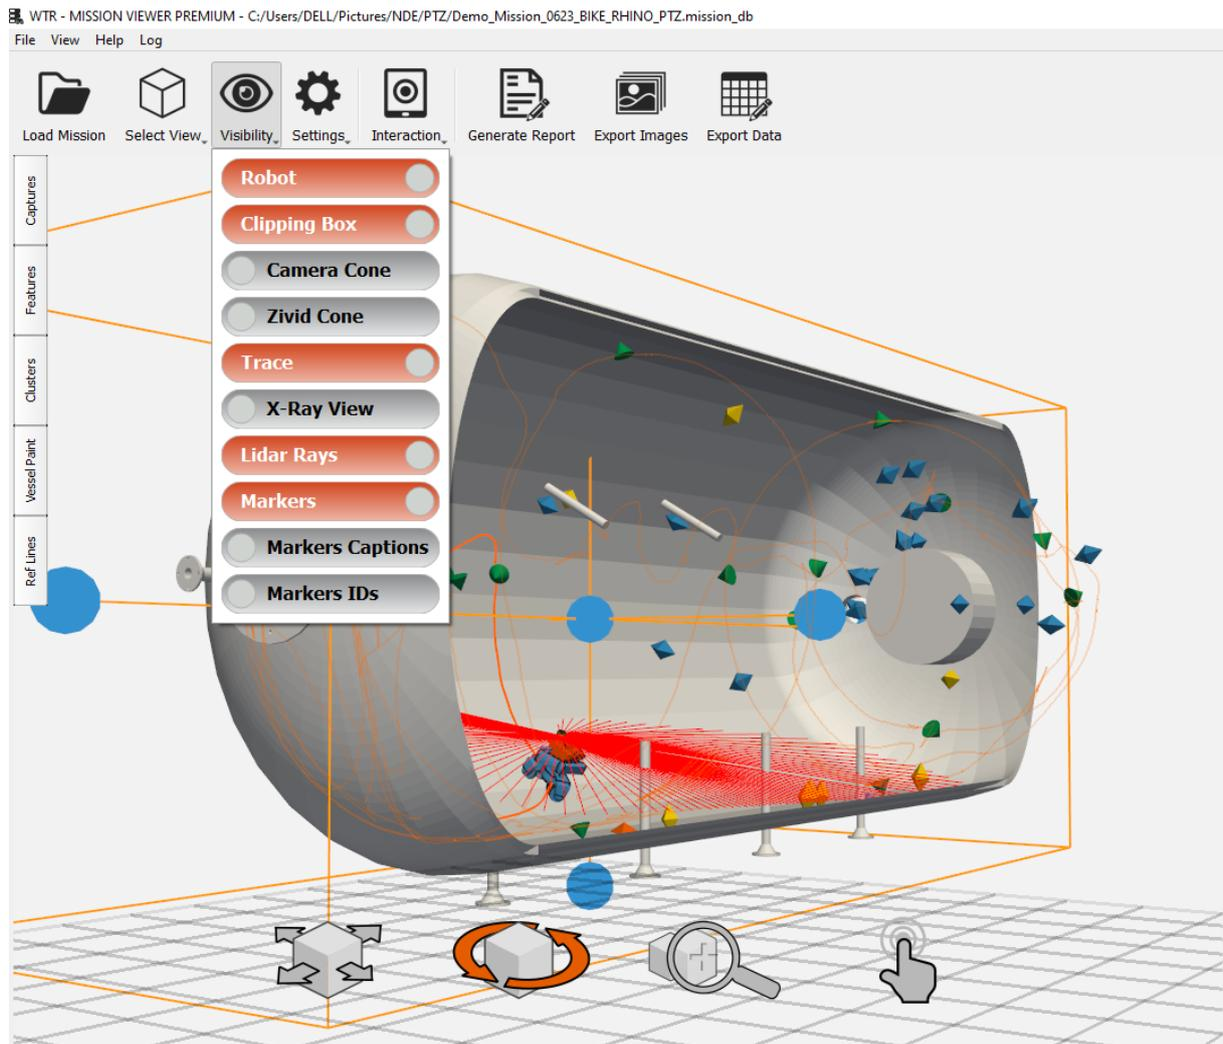 WTR - MISSION VIEWER PREMIUM - C:/Users/DELL/Pictures/NDE/PTZ/Demo_Mission_0623_BIKE_RHINO_PTZ.mission_db
File View Help Log
Load Mission Select View Visibility Settings Interaction Generate Report Export Images Export Data
Captures
Features
Clusters
Vessel Paint
Ref Lines
Robot
Clipping Box
Camera Cone
Zivid Cone
Trace
X-Ray View
Lidar Rays
Markers
Markers Captions
Markers IDs